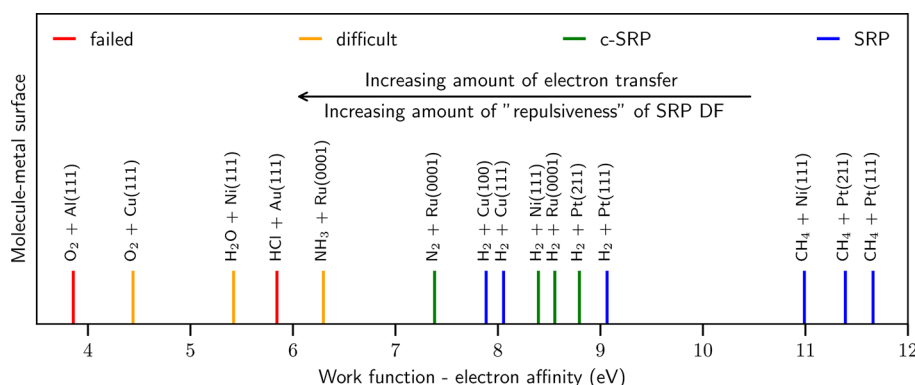 failed
difficult
c-SRP
SRP
Increasing amount of electron transfer
Increasing amount of "repulsiveness" of SRP DF
Molecule-metal surface
O₂ + Al(111)
O₂ + Cu(111)
H₂O + Ni(111)
HCl + Au(111)
NH₃ + Ru(0001)
N₂ + Ru(0001)
H₂ + Cu(100)
H₂ + Cu(111)
H₂ + Ni(111)
H₂ + Ru(0001)
H₂ + Pt(211)
H₂ + Pt(111)
CH₄ + Ni(111)
CH₄ + Pt(211)
CH₄ + Pt(111)
4
5
6
7
8
9
10
11
12
Work function - electron affinity (eV)